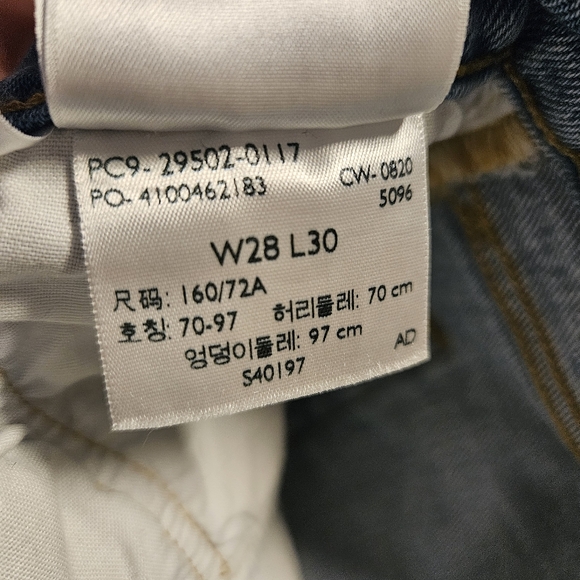 PC9- 29502-0117
PO- 4100462183 CW- 0820
5096
W28 L30
尺码: 160/72A
호칭: 70-97 허리둘레: 70 cm
엉덩이둘레: 97 cm AD
S40197